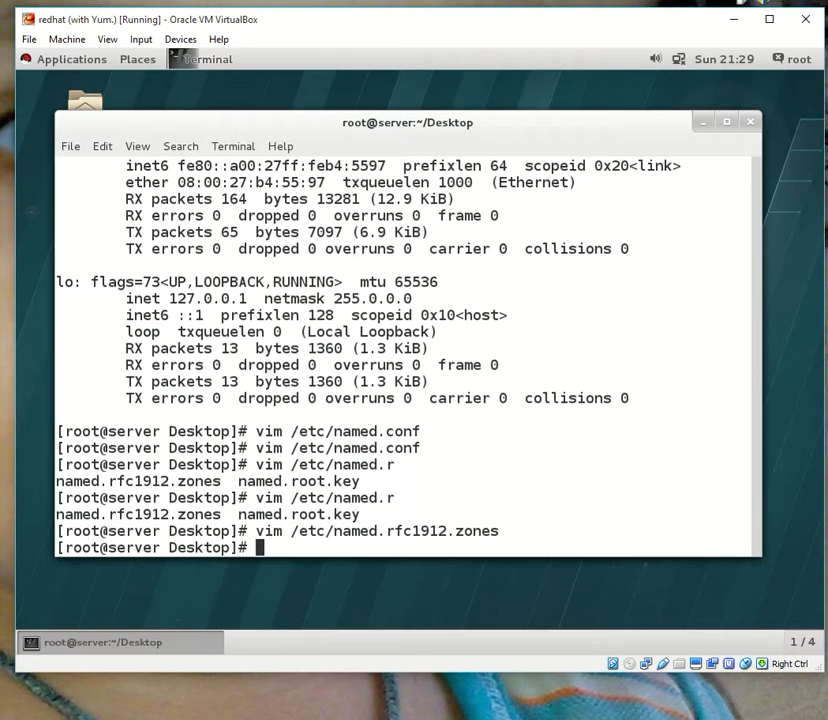 redhat (with Yum.) [Running] - Oracle VM VirtualBox
File Machine View Input Devices Help
Applications Places Terminal Sun 21:29 root
root@server:~/Desktop
File Edit View Search Terminal Help
inet6 fe80::a00:27ff:feb4:5597 prefixlen 64 scopeid 0x20<link>
ether 08:00:27:b4:55:97 txqueuelen 1000 (Ethernet)
RX packets 164 bytes 13281 (12.9 KiB)
RX errors 0 dropped 0 overruns 0 frame 0
TX packets 65 bytes 7097 (6.9 KiB)
TX errors 0 dropped 0 overruns 0 carrier 0 collisions 0
lo: flags=73<UP,LOOPBACK,RUNNING> mtu 65536
inet 127.0.0.1 netmask 255.0.0.0
inet6 ::1 prefixlen 128 scopeid 0x10<host>
loop txqueuelen 0 (Local Loopback)
RX packets 13 bytes 1360 (1.3 KiB)
RX errors 0 dropped 0 overruns 0 frame 0
TX packets 13 bytes 1360 (1.3 KiB)
TX errors 0 dropped 0 overruns 0 carrier 0 collisions 0
[root@server Desktop]# vim /etc/named.conf
[root@server Desktop]# vim /etc/named.conf
[root@server Desktop]# vim /etc/named.r
named.rfc1912.zones named.root.key
[root@server Desktop]# vim /etc/named.r
named.rfc1912.zones named.root.key
[root@server Desktop]# vim /etc/named.rfc1912.zones
[root@server Desktop]#
root@server:~/Desktop 1 / 4
Right Ctrl